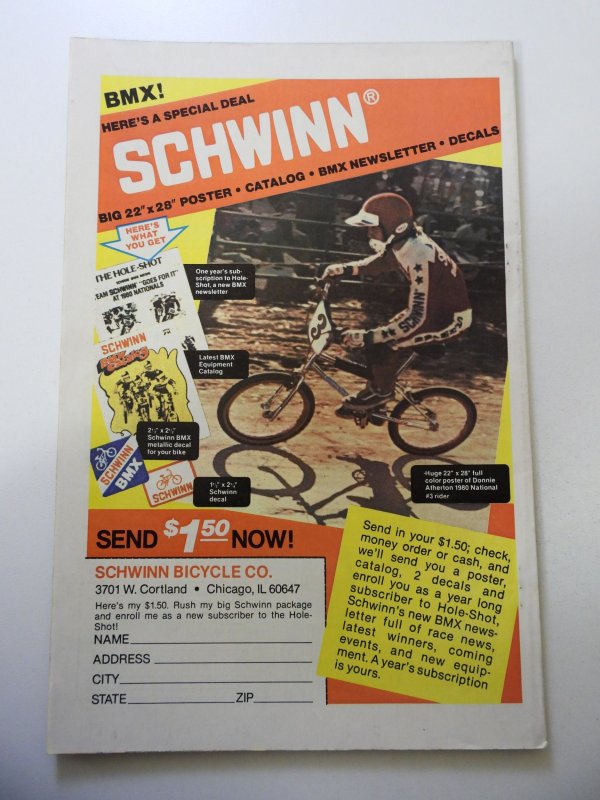 BMX!
HERE'S A SPECIAL DEAL
SCHWINN®
BIG 22" x 28" POSTER • CATALOG • BMX NEWSLETTER • DECALS
HERE'S
WHAT
YOU GET
THE HOLE-SHOT
TEAM SCHWINN "GOES FOR IT"
AT 1980 NATIONALS
One year's sub-
scription to Hole-
Shot, a new BMX
newsletter
SCHWINN
Latest BMX
Equipment
Catalog
2½" x 2½"
Schwinn BMX
metallic decal
for your bike
SCHWINN
BMX
SCHWINN
1½" x 2½"
Schwinn
decal
SCHWINN
Huge 22" x 28" full
color poster of Donnie
Atherton 1980 National
#3 rider
SEND $1.50 NOW!
SCHWINN BICYCLE CO.
3701 W. Cortland • Chicago, IL 60647
Here's my $1.50. Rush my big Schwinn package
and enroll me as a new subscriber to the Hole-
Shot!
NAME
ADDRESS
CITY
STATE ZIP
Send in your $1.50; check,
money order or cash, and
we'll send you a poster,
catalog, 2 decals and
enroll you as a year long
subscriber to Hole-Shot,
Schwinn's new BMX news-
letter full of race news,
latest winners, coming
events, and new equip-
ment. A year's subscription
is yours.